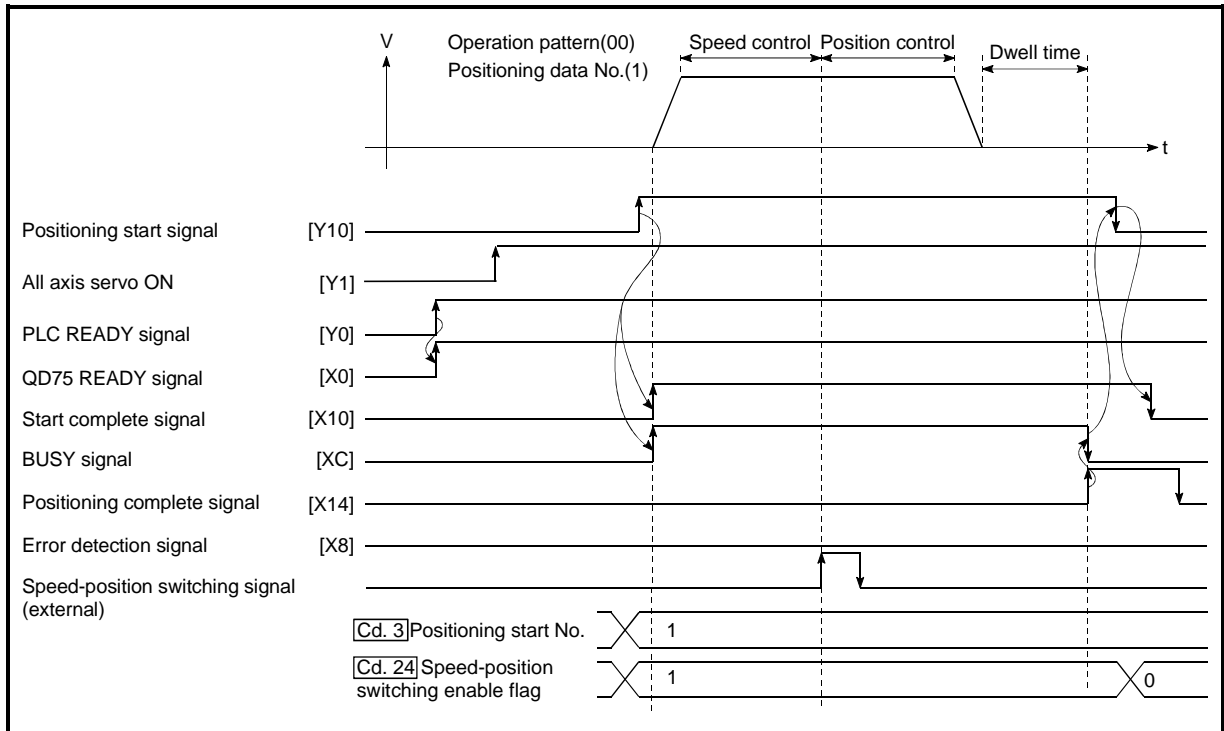 V
Operation pattern(00)
Positioning data No.(1)
Speed control
Position control
Dwell time
t
Positioning start signal [Y10]
All axis servo ON [Y1]
PLC READY signal [Y0]
QD75 READY signal [X0]
Start complete signal [X10]
BUSY signal [XC]
Positioning complete signal [X14]
Error detection signal [X8]
Speed-position switching signal
(external)
Cd. 3 Positioning start No. 1
Cd. 24 Speed-position
switching enable flag
1 0